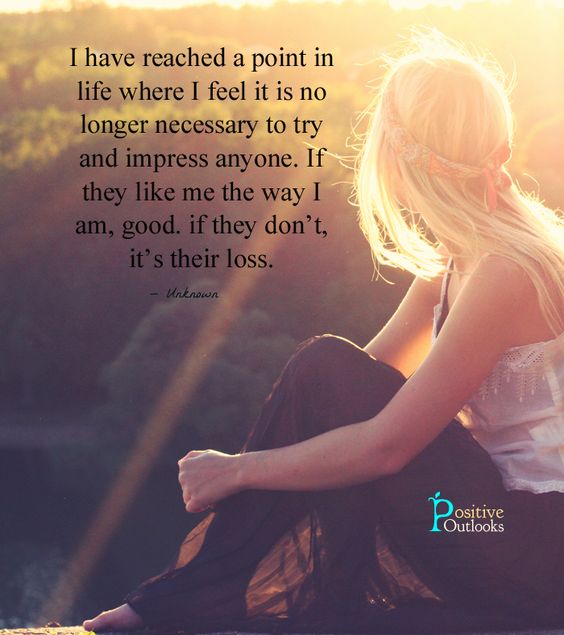 I have reached a point in
life where I feel it is no
longer necessary to try
and impress anyone. If
they like me the way I
am, good. if they don’t,
it’s their loss.
– Unknown
Positive
Outlooks